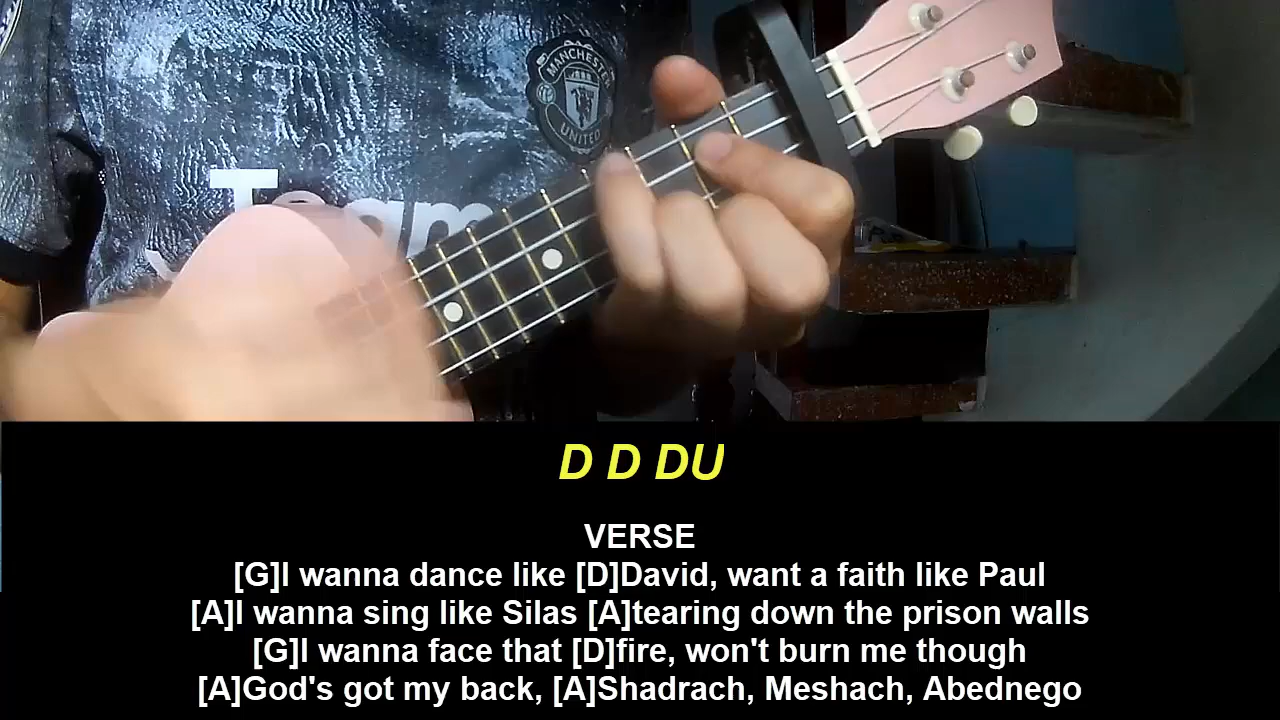 MANCHESTER
UNITED
Team
D D DU
VERSE
[G]I wanna dance like [D]David, want a faith like Paul
[A]I wanna sing like Silas [A]tearing down the prison walls
[G]I wanna face that [D]fire, won't burn me though
[A]God's got my back, [A]Shadrach, Meshach, Abednego